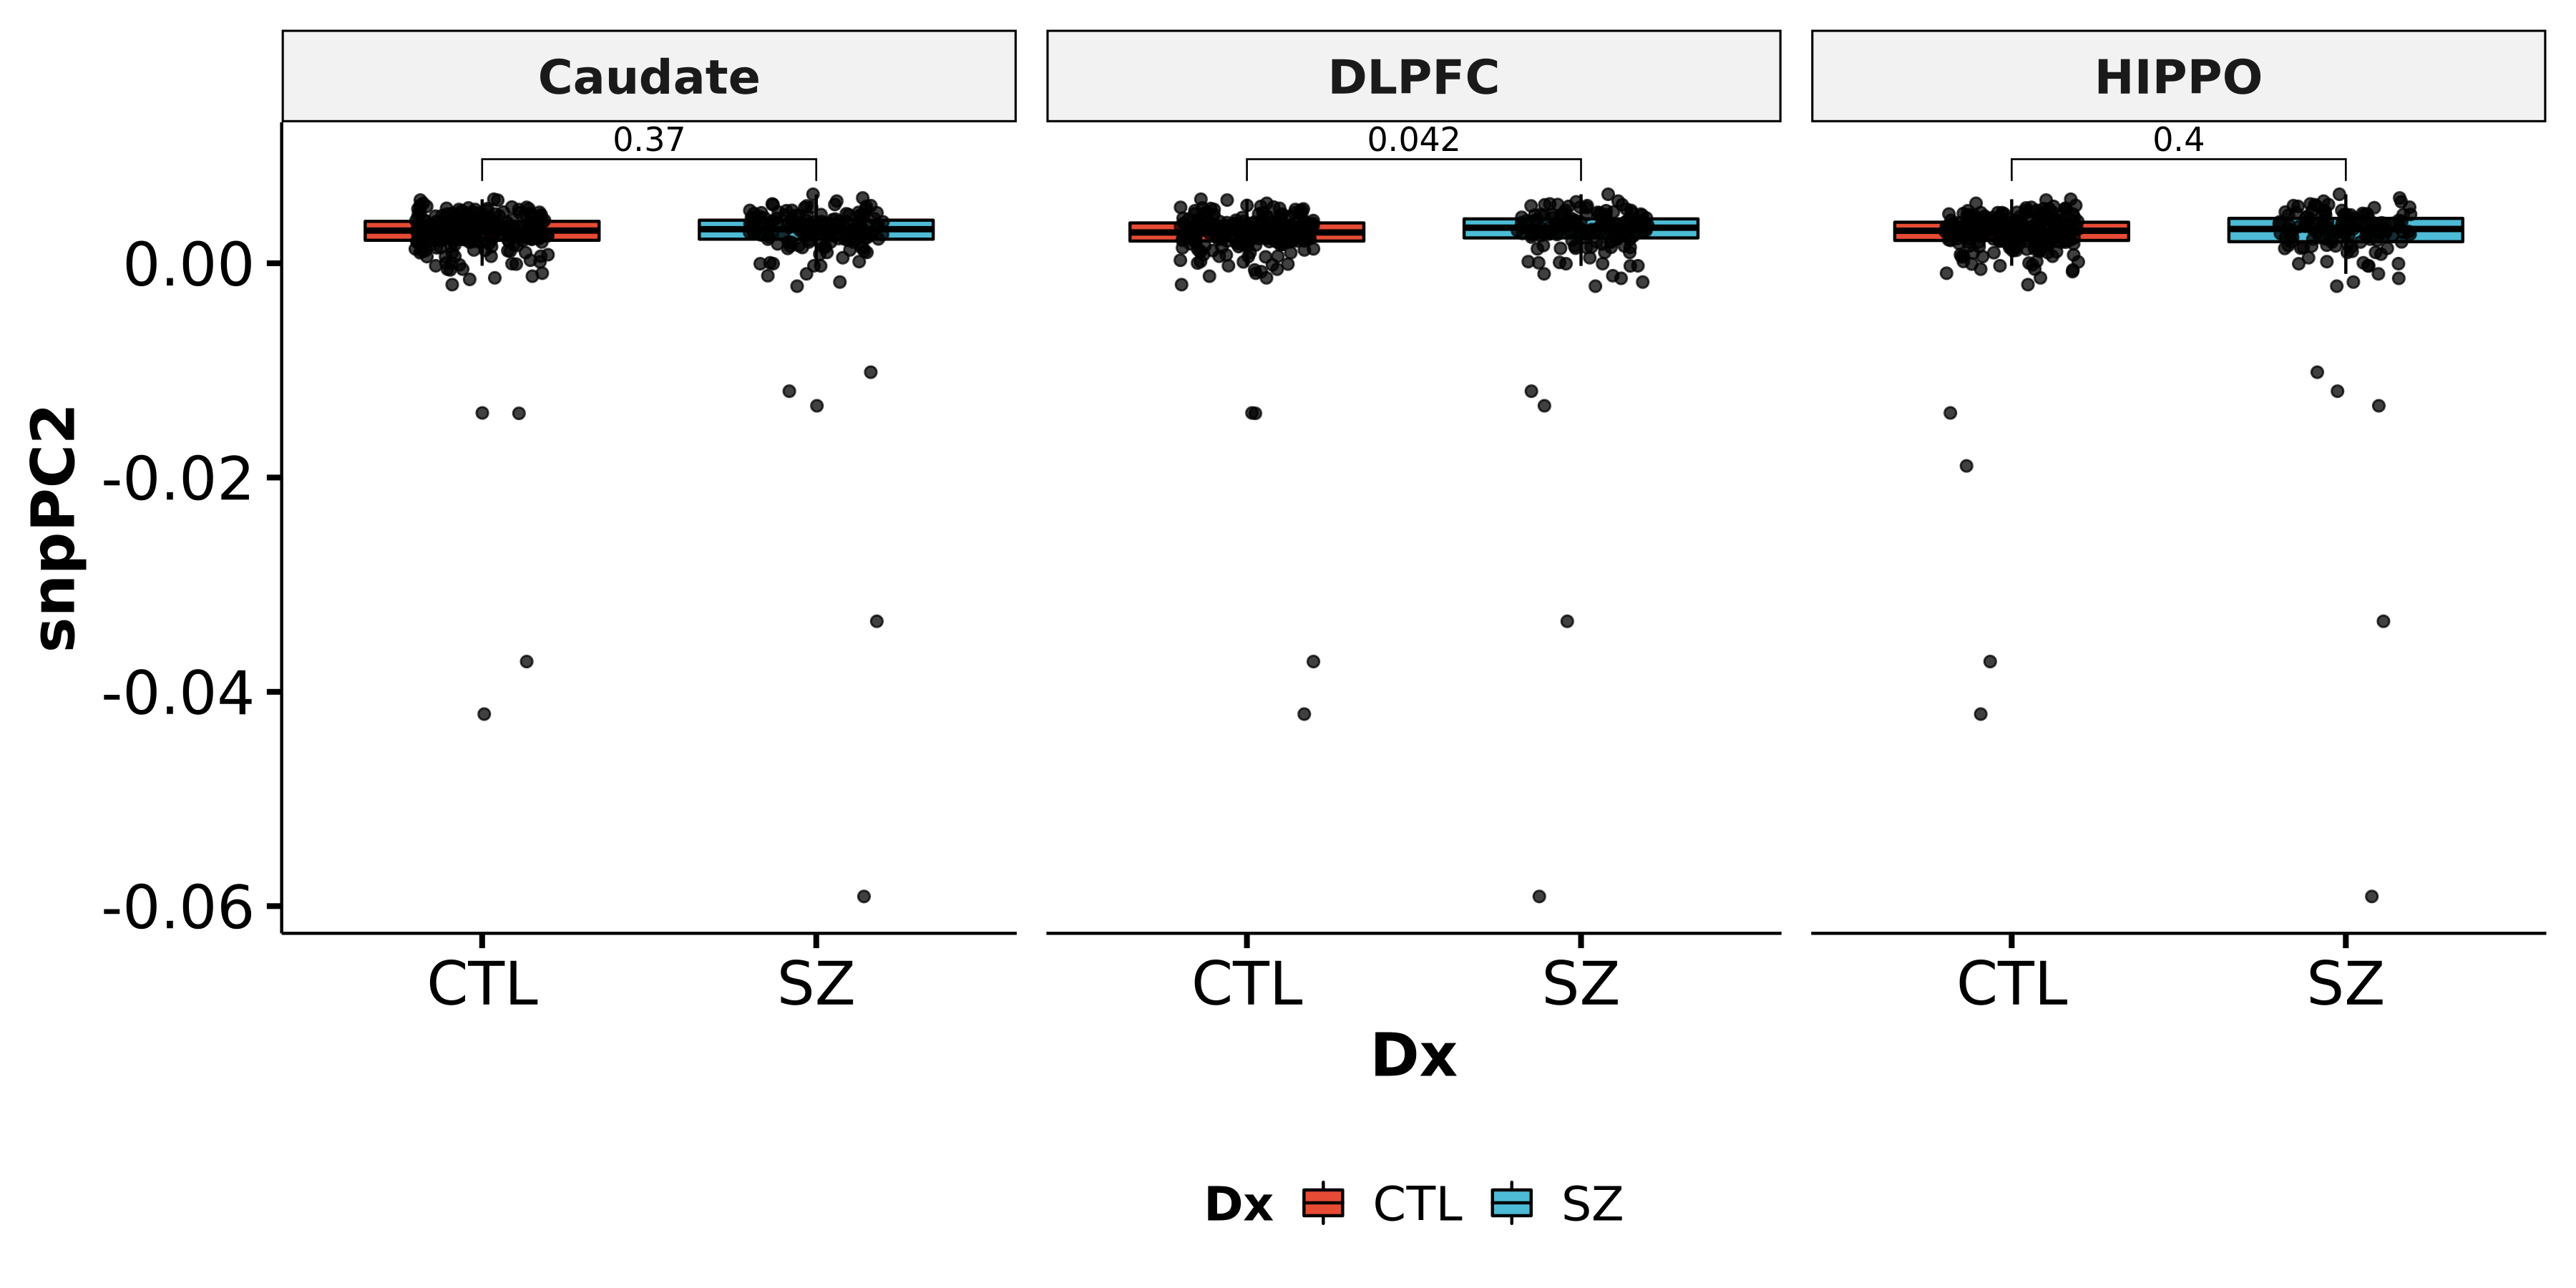 Caudate DLPFC HIPPO
0.37 0.042 0.4
0.00
-0.02
-0.04
-0.06
snpPC2
CTL SZ CTL SZ CTL SZ
Dx
Dx CTL SZ